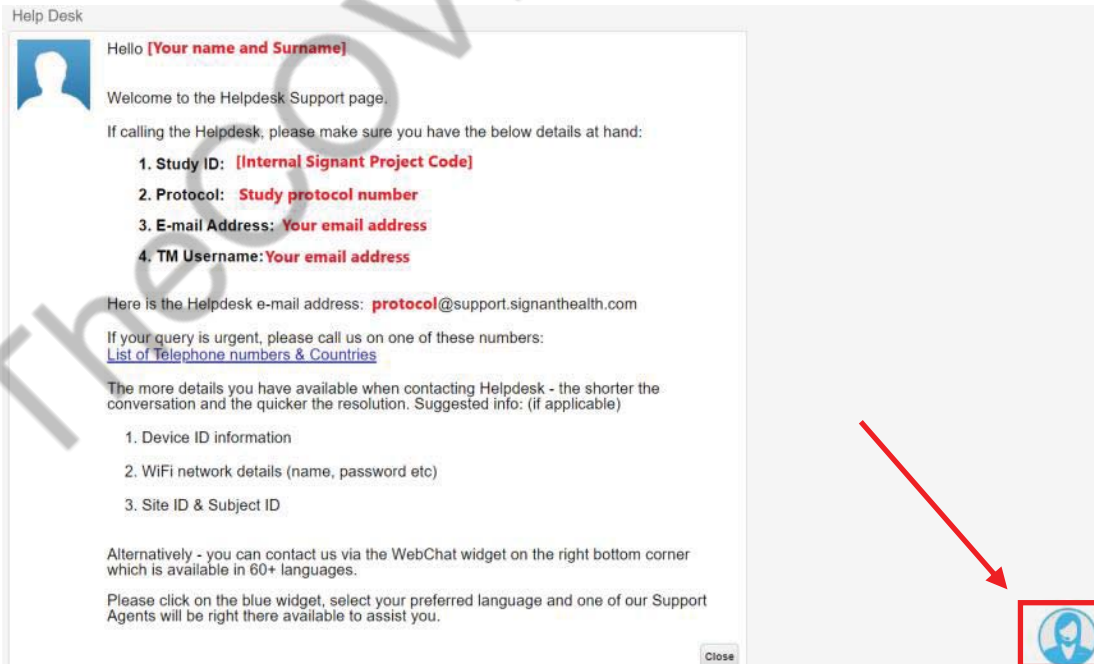 Help Desk
Hello [Your name and Surname]
Welcome to the Helpdesk Support page.
If calling the Helpdesk, please make sure you have the below details at hand:
1. Study ID: [Internal Signant Project Code]
2. Protocol: Study protocol number
3. E-mail Address: Your email address
4. TM Username: Your email address
Here is the Helpdesk e-mail address: protocol@support.signanthealth.com
If your query is urgent, please call us on one of these numbers:
List of Telephone numbers & Countries
The more details you have available when contacting Helpdesk - the shorter the
conversation and the quicker the resolution. Suggested info: (if applicable)
1. Device ID information
2. WiFi network details (name, password etc)
3. Site ID & Subject ID
Alternatively - you can contact us via the WebChat widget on the right bottom corner
which is available in 60+ languages.
Please click on the blue widget, select your preferred language and one of our Support
Agents will be right there available to assist you.
Close
TheCov